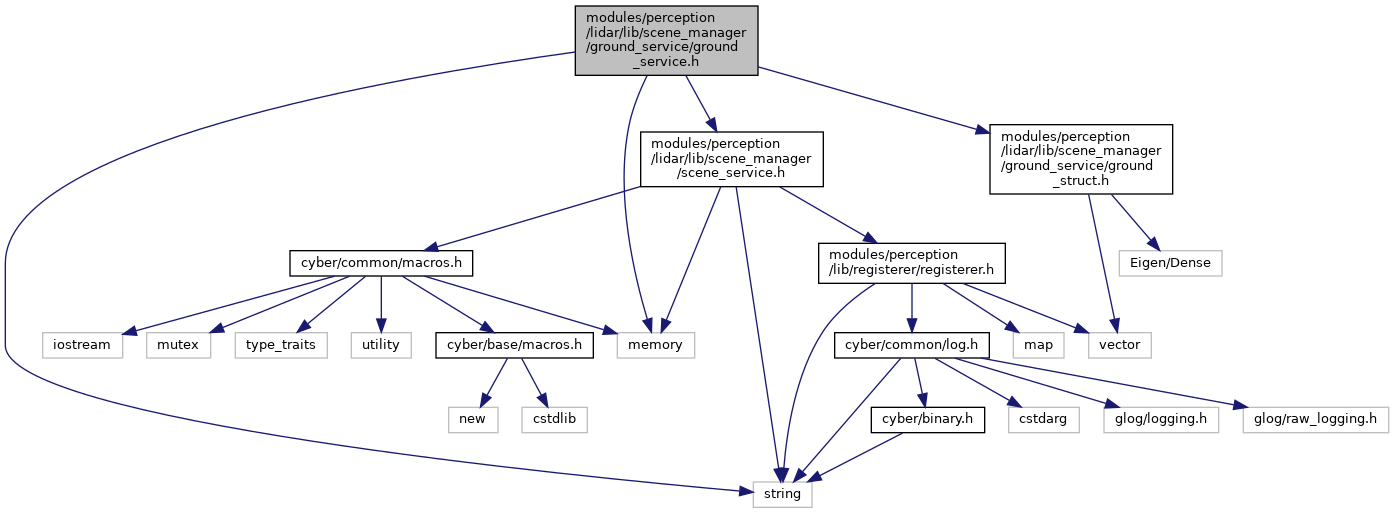 modules/perception
/lidar/lib/scene_manager
/ground_service/ground
_service.h
modules/perception
/lidar/lib/scene_manager
/ground_service/ground
_struct.h
modules/perception
/lidar/lib/scene_manager
/scene_service.h
cyber/common/macros.h
modules/perception
/lib/registerer/registerer.h
Eigen/Dense
iostream
mutex
type_traits
utility
cyber/base/macros.h
memory
cyber/common/log.h
map
vector
new
cstdlib
cyber/binary.h
cstdarg
glog/logging.h
glog/raw_logging.h
string